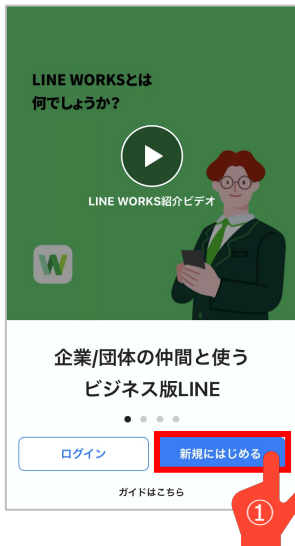 LINE WORKSとは
何でしょうか？
LINE WORKS紹介ビデオ
W
企業/団体の仲間と使う
ビジネス版LINE
ログイン
新規にはじめる
ガイドはこちら
①